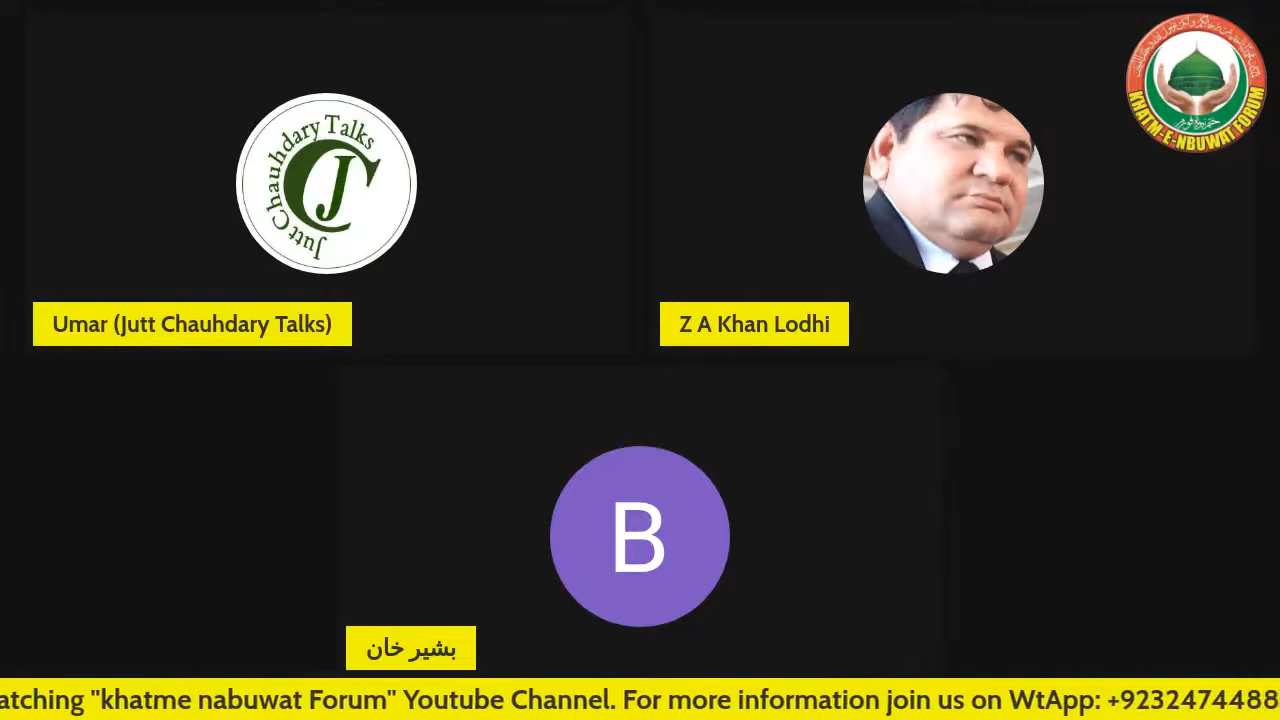 Jutt Chauhdary Talks
CJ
KHATM-E-NBUWAT FORUM
Umar (Jutt Chauhdary Talks)
Z A Khan Lodhi
B
بشیر خان
atching "khatme nabuwat Forum" Youtube Channel. For more information join us on WtApp: +9232474488